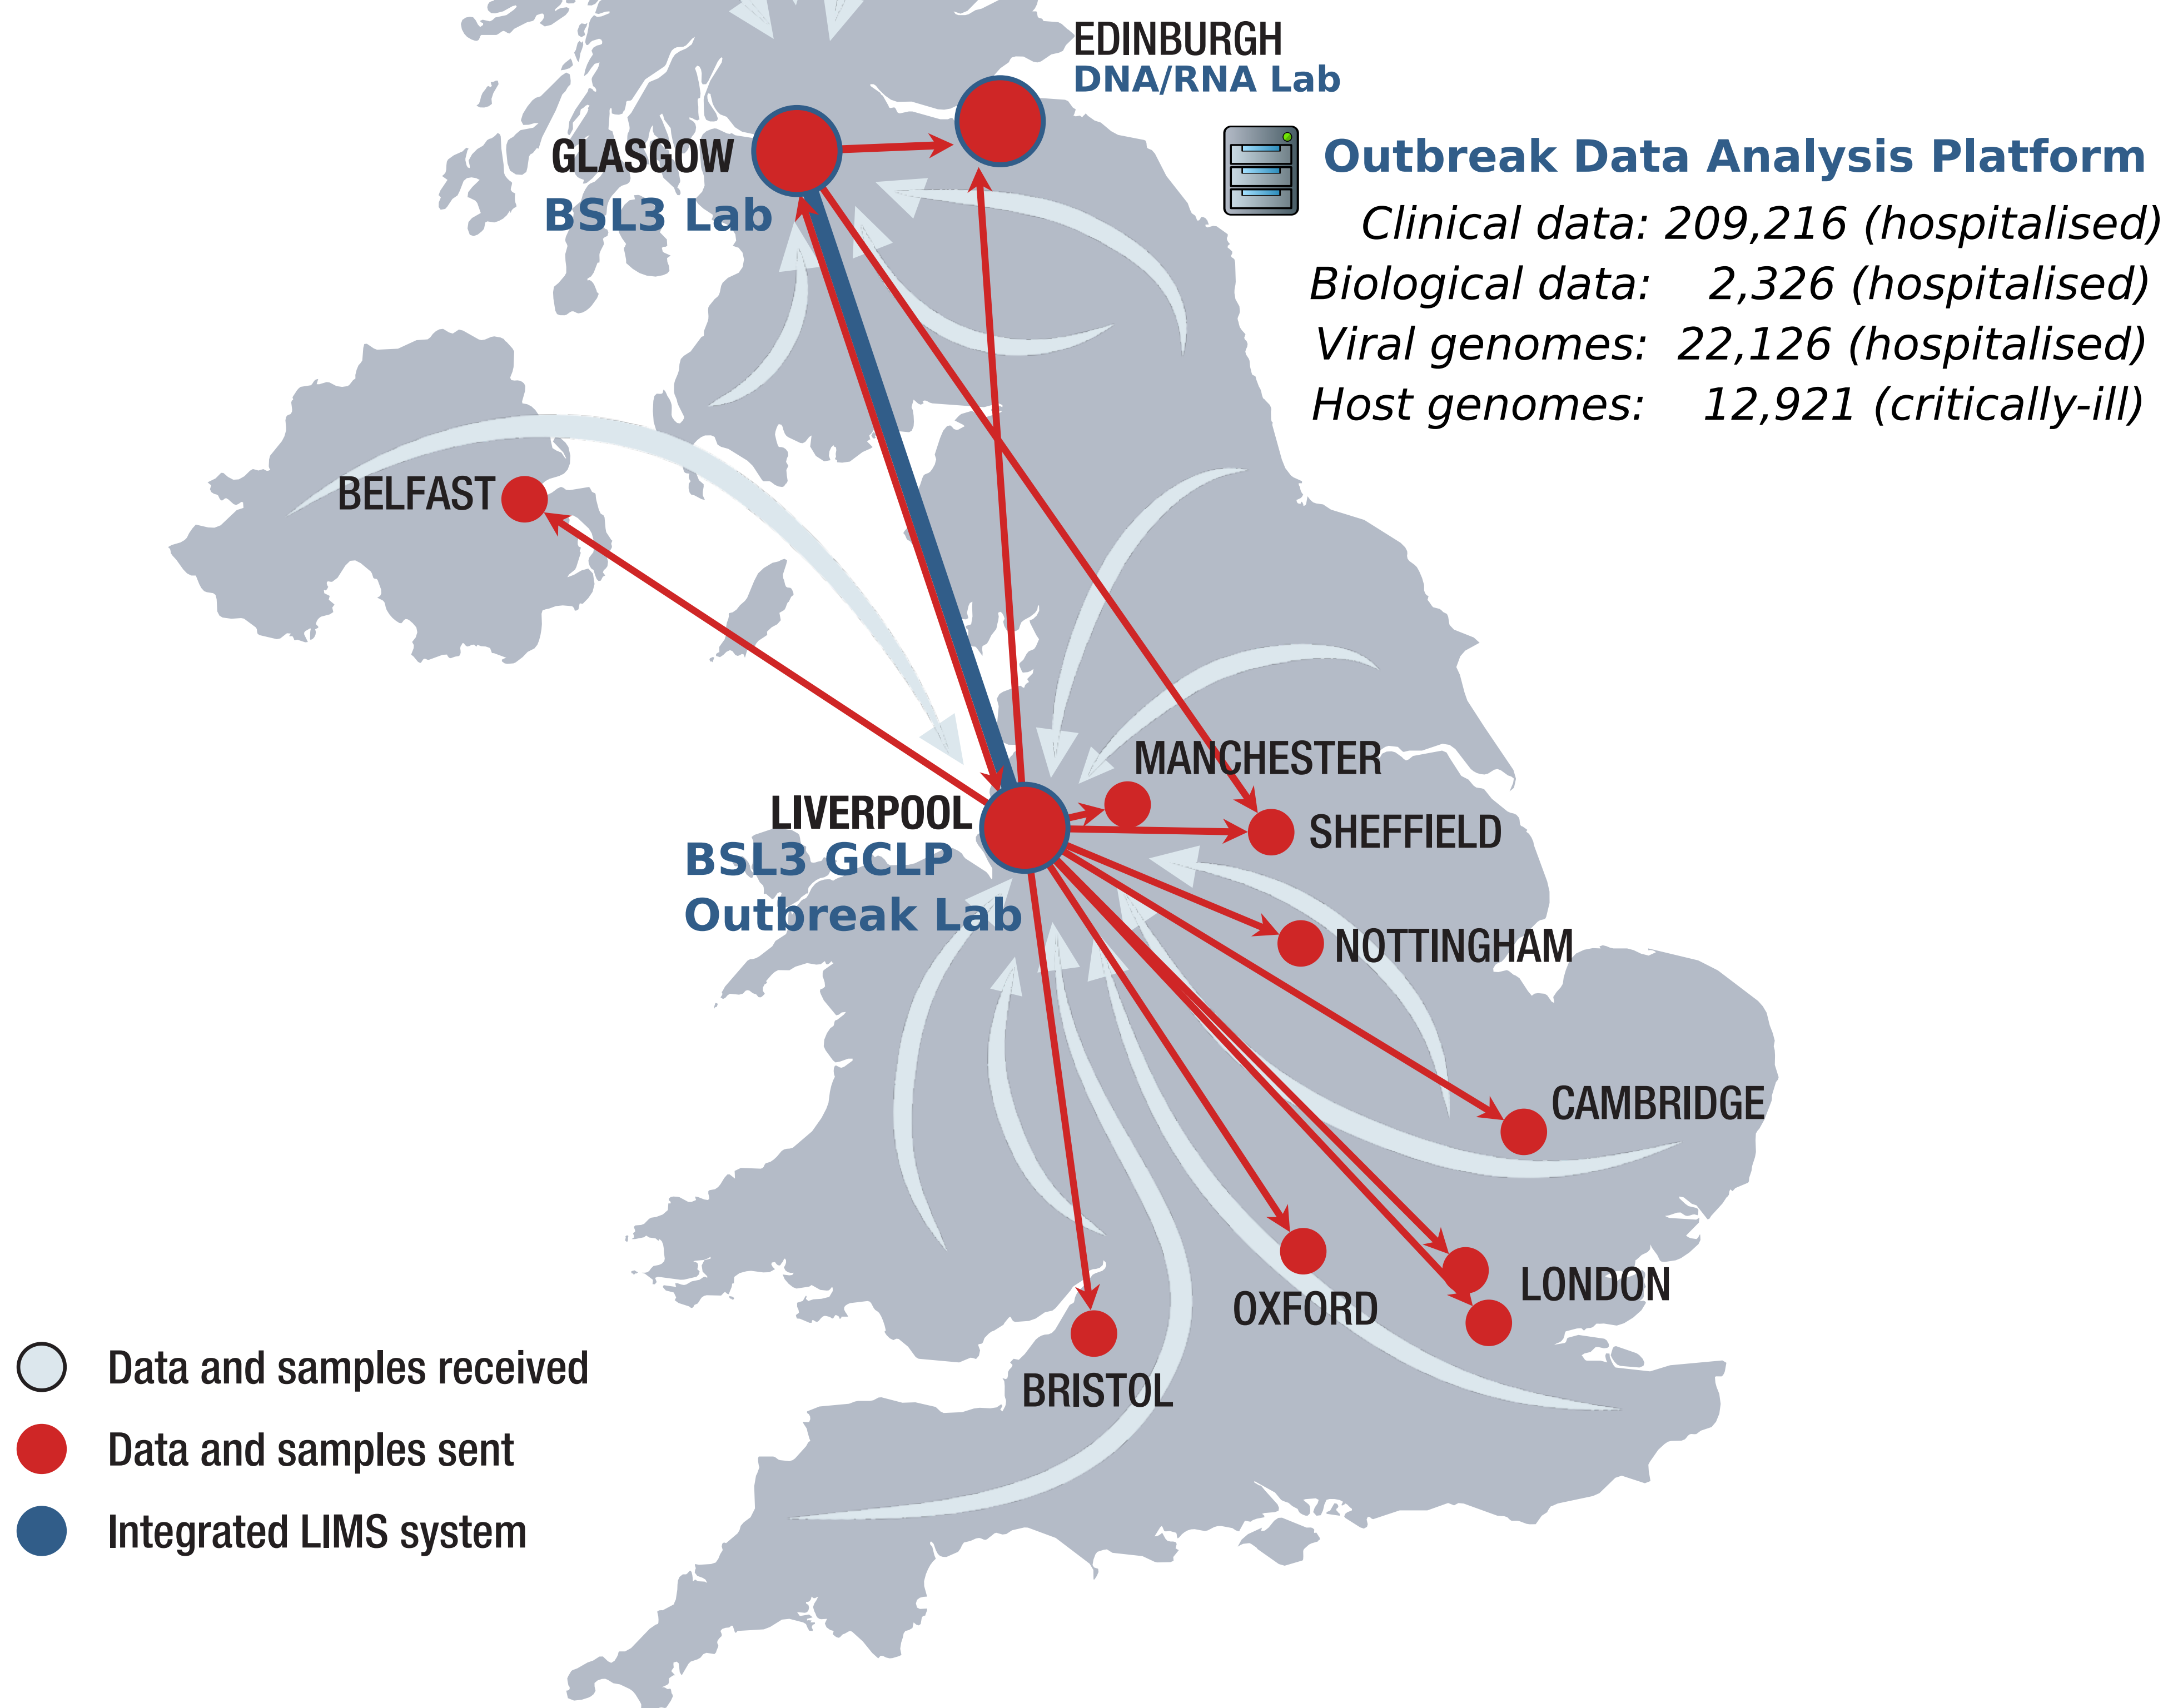 EDINBURGH
DNA/RNA Lab
GLASGOW
BSL3 Lab
Outbreak Data Analysis Platform
Clinical data: 209,216 (hospitalised)
Biological data: 2,326 (hospitalised)
Viral genomes: 22,126 (hospitalised)
Host genomes: 12,921 (critically-ill)
BELFAST
MANCHESTER
LIVERPOOL
BSL3 GCLP
Outbreak Lab
SHEFFIELD
NOTTINGHAM
CAMBRIDGE
LONDON
OXFORD
BRISTOL
Data and samples received
Data and samples sent
Integrated LIMS system